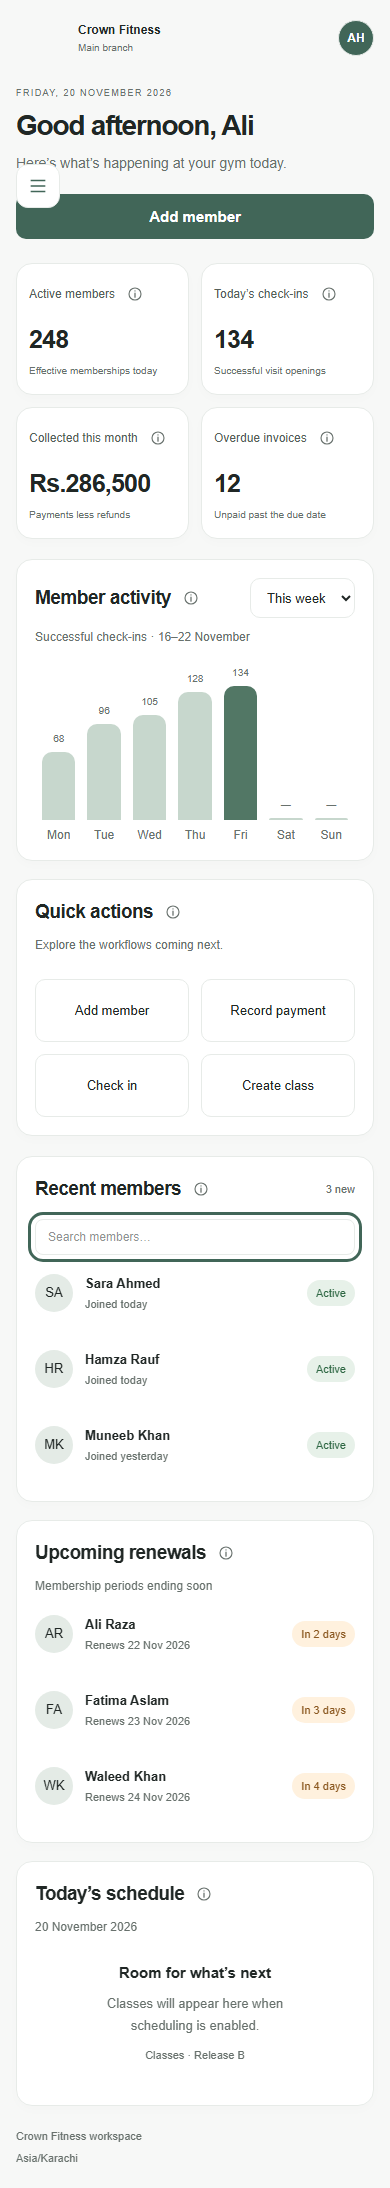 Crown Fitness
Main branch
AH
FRIDAY, 20 NOVEMBER 2026
Good afternoon, Ali
Here's what's happening at your gym today.
Add member
Active members
248
Effective memberships today
Today's check-ins
134
Successful visit openings
Collected this month
Rs.286,500
Payments less refunds
Overdue invoices
12
Unpaid past the due date
Member activity
This week
Successful check-ins · 16–22 November
68
96
105
128
134
—
—
Mon Tue Wed Thu Fri Sat Sun
Quick actions
Explore the workflows coming next.
Add member
Record payment
Check in
Create class
Recent members
3 new
Search members...
SA
Sara Ahmed
Joined today
Active
HR
Hamza Rauf
Joined today
Active
MK
Muneeb Khan
Joined yesterday
Active
Upcoming renewals
Membership periods ending soon
AR
Ali Raza
Renews 22 Nov 2026
In 2 days
FA
Fatima Aslam
Renews 23 Nov 2026
In 3 days
WK
Waleed Khan
Renews 24 Nov 2026
In 4 days
Today's schedule
20 November 2026
Room for what's next
Classes will appear here when
scheduling is enabled.
Classes · Release B
Crown Fitness workspace
Asia/Karachi